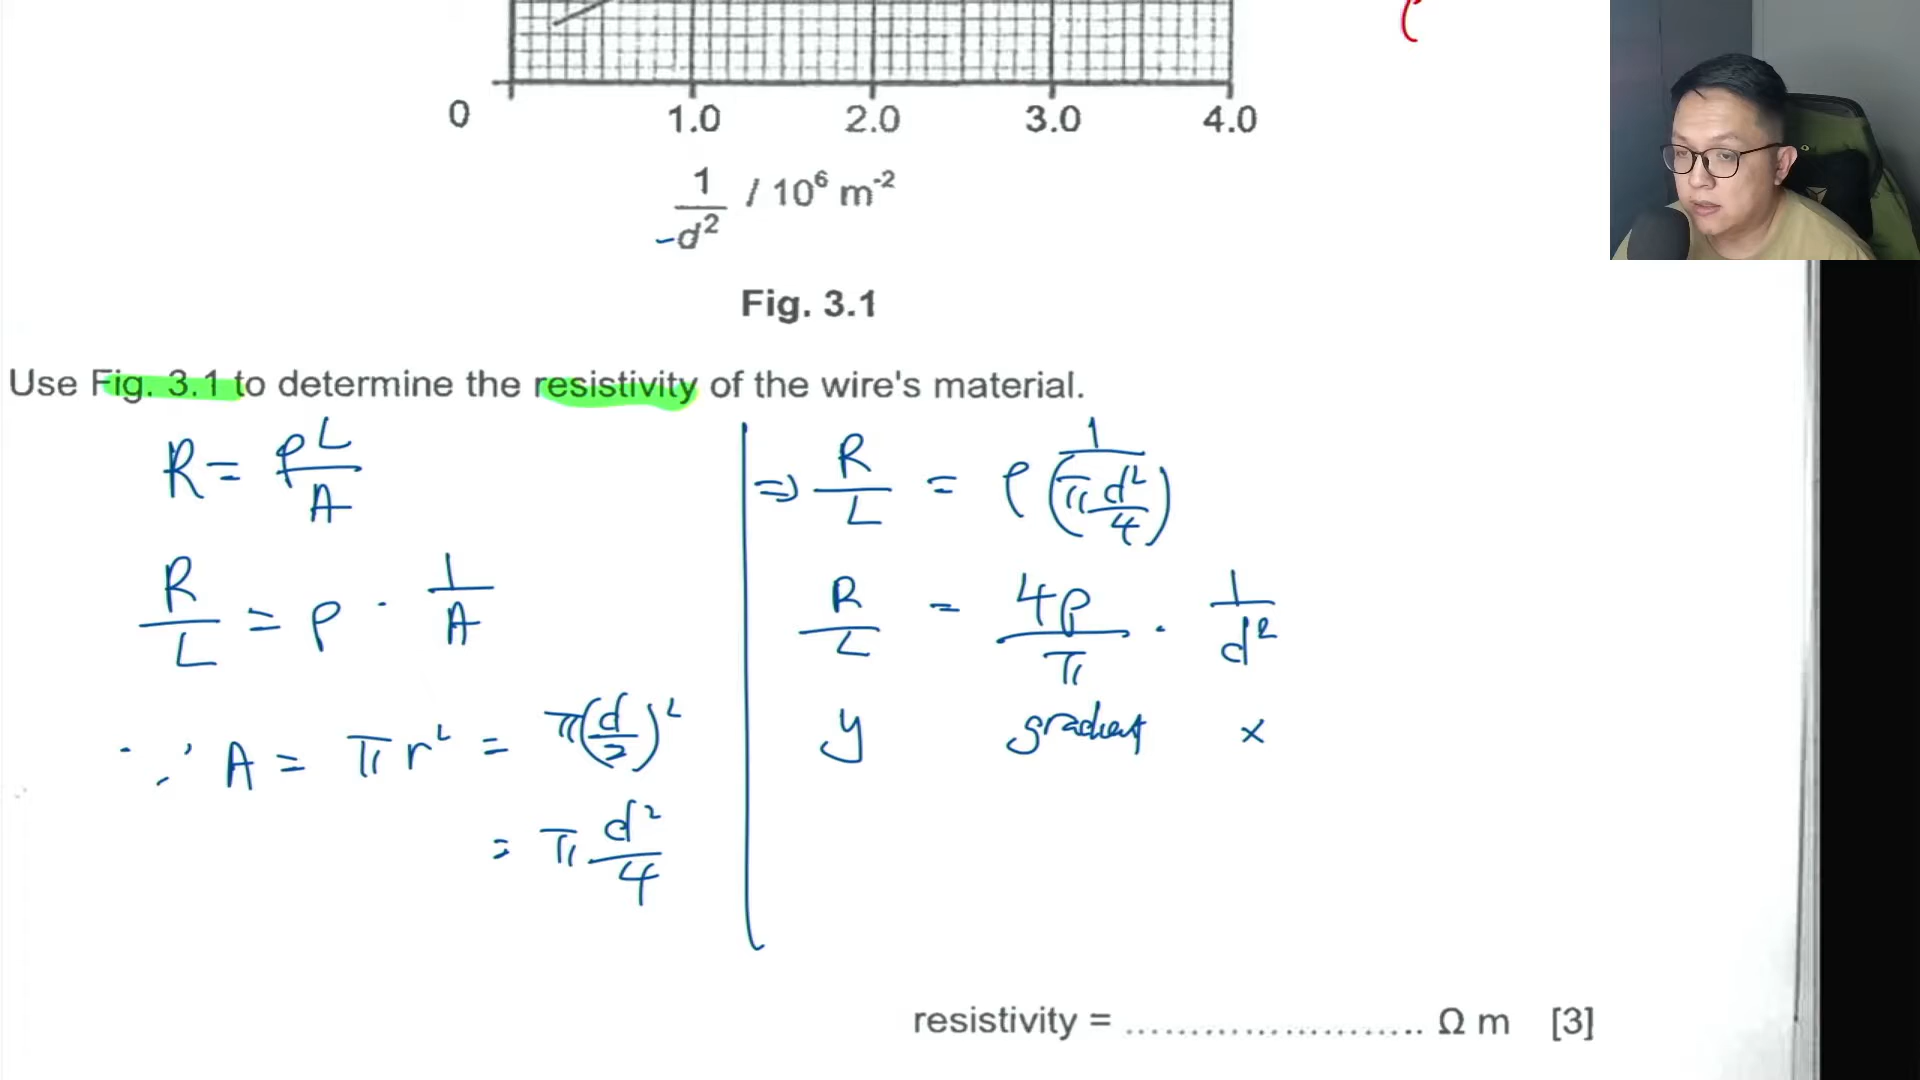 0 1.0 2.0 3.0 4.0
1/d² / 10⁶ m⁻²
Fig. 3.1
Use Fig. 3.1 to determine the resistivity of the wire's material.
R = ρL/A
R/L = ρ · 1/A
∵ A = πr² = π(d/2)²
= π d²/4
⇒ R/L = ρ (1/(π d²/4))
R/L = 4ρ/π · 1/d²
y gradient x
resistivity = ........................ Ω m [3]